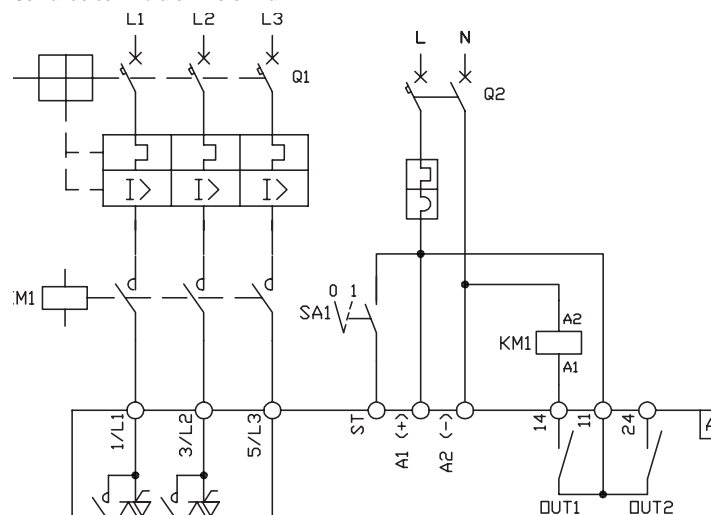 L1 L2 L3
L N
Q1
Q2
I> I> I>
0 1
SA1
KM1
A2
KM1
A1
1/L1
3/L2
5/L3
ST
A1 (+)
A2 (-)
14
11
24
A
OUT1
OUT2